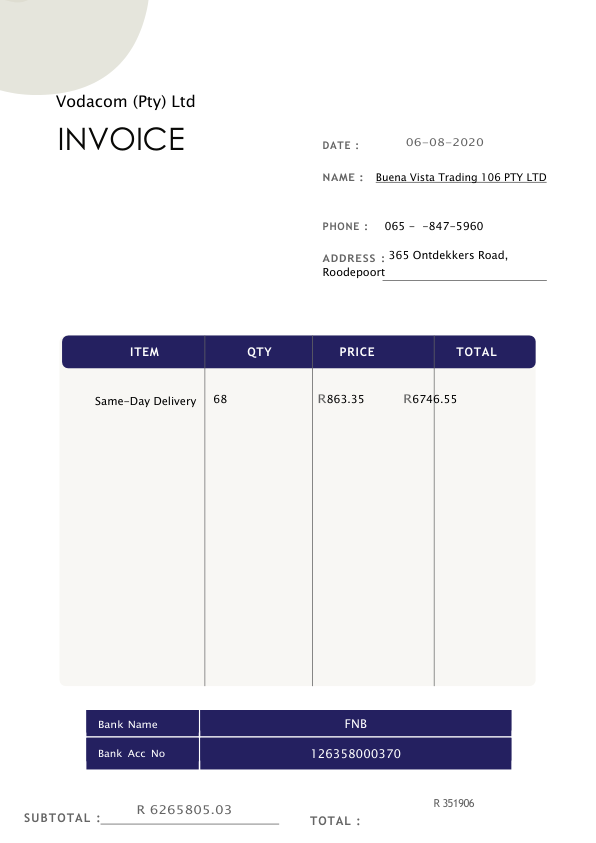 Vodacom (Pty) Ltd
INVOICE
DATE : 06-08-2020
NAME : Buena Vista Trading 106 PTY LTD
PHONE : 065 - -847-5960
ADDRESS : 365 Ontdekkers Road,
Roodepoort
ITEM QTY PRICE TOTAL
Same-Day Delivery 68 R863.35 R6746.55
Bank Name FNB
Bank Acc No 126358000370
SUBTOTAL : R 6265805.03 TOTAL : R 351906